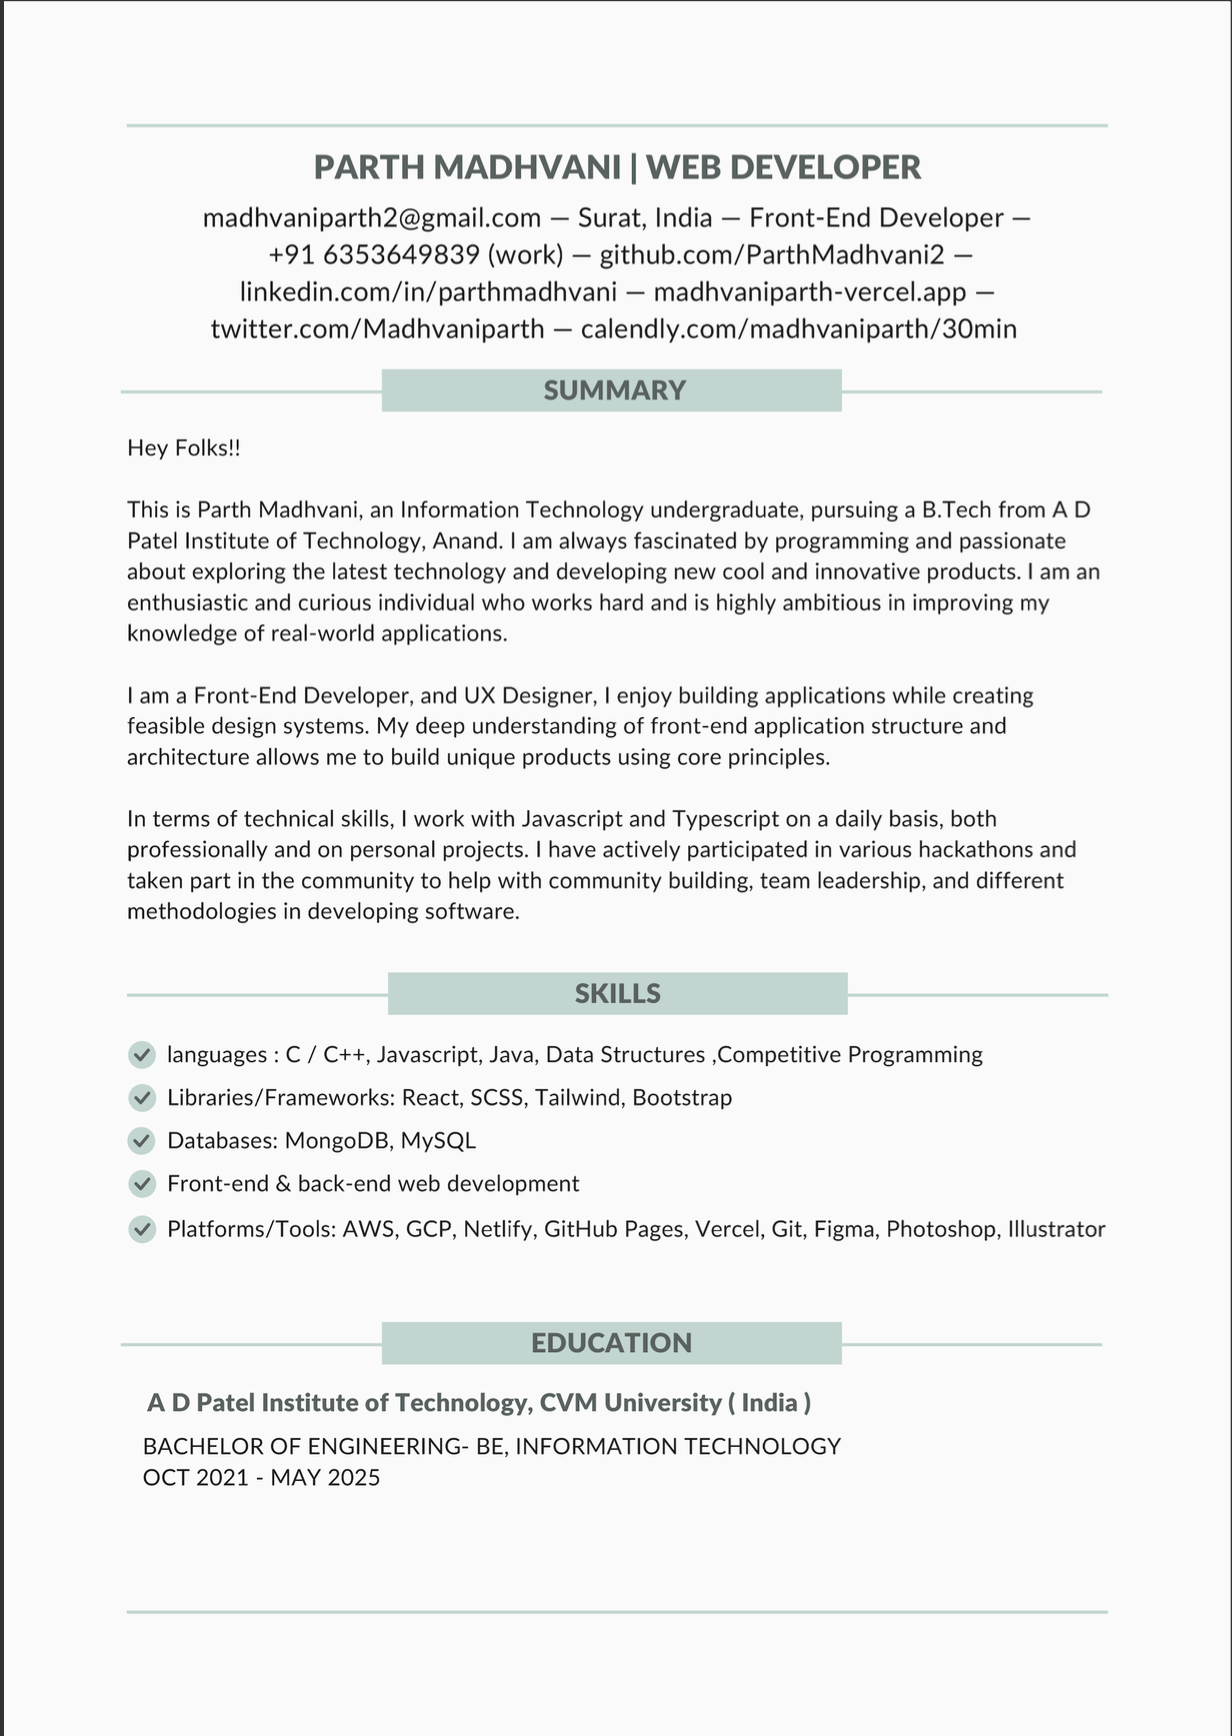 PARTH MADHVANI | WEB DEVELOPER
madhvaniparth2@gmail.com — Surat, India — Front-End Developer —
+91 6353649839 (work) — github.com/ParthMadhvani2 —
linkedin.com/in/parthmadhvani — madhvaniparth-vercel.app —
twitter.com/Madhvaniparth — calendly.com/madhvaniparth/30min
SUMMARY
Hey Folks!!
This is Parth Madhvani, an Information Technology undergraduate, pursuing a B.Tech from A D
Patel Institute of Technology, Anand. I am always fascinated by programming and passionate
about exploring the latest technology and developing new cool and innovative products. I am an
enthusiastic and curious individual who works hard and is highly ambitious in improving my
knowledge of real-world applications.
I am a Front-End Developer, and UX Designer, I enjoy building applications while creating
feasible design systems. My deep understanding of front-end application structure and
architecture allows me to build unique products using core principles.
In terms of technical skills, I work with Javascript and Typescript on a daily basis, both
professionally and on personal projects. I have actively participated in various hackathons and
taken part in the community to help with community building, team leadership, and different
methodologies in developing software.
SKILLS
languages : C / C++, Javascript, Java, Data Structures ,Competitive Programming
Libraries/Frameworks: React, SCSS, Tailwind, Bootstrap
Databases: MongoDB, MySQL
Front-end & back-end web development
Platforms/Tools: AWS, GCP, Netlify, GitHub Pages, Vercel, Git, Figma, Photoshop, Illustrator
EDUCATION
A D Patel Institute of Technology, CVM University ( India )
BACHELOR OF ENGINEERING- BE, INFORMATION TECHNOLOGY
OCT 2021 - MAY 2025